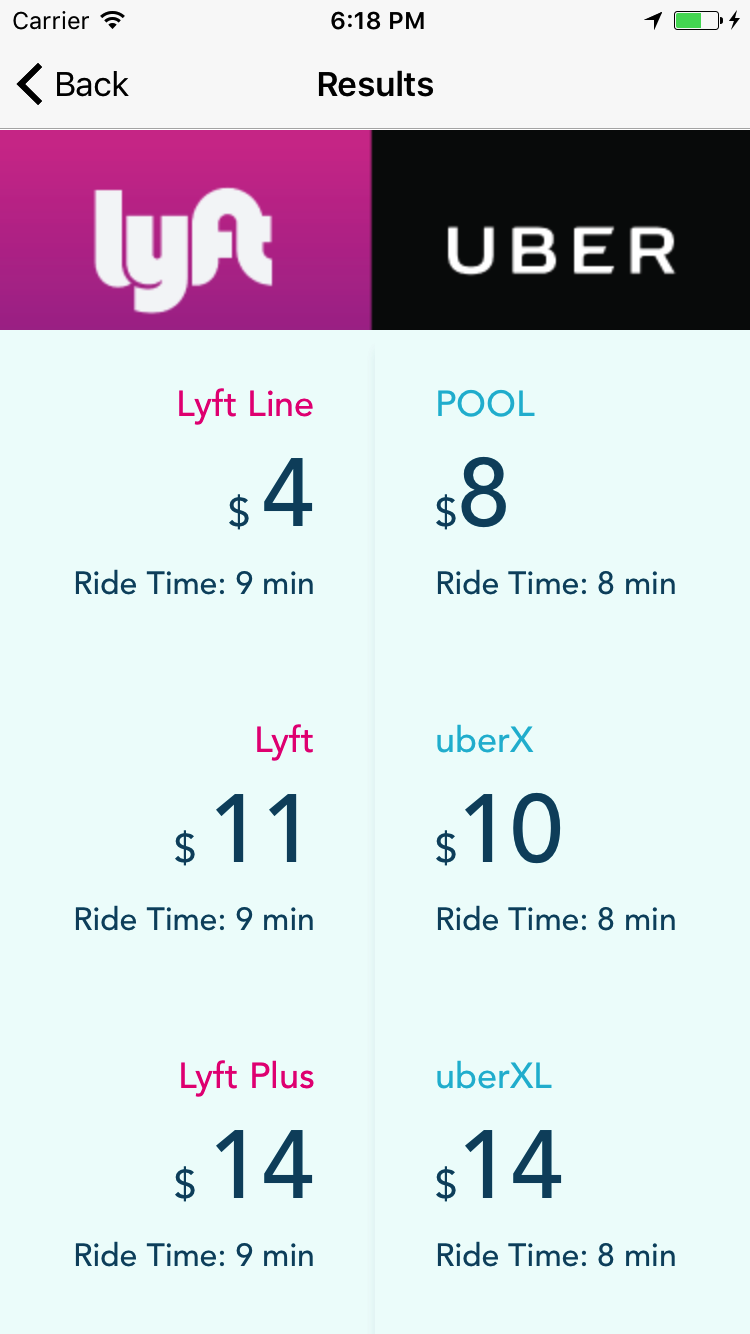 Carrier 6:18 PM
Back Results
lyft UBER
Lyft Line POOL
$ 4 $8
Ride Time: 9 min Ride Time: 8 min
Lyft uberX
$ 11 $10
Ride Time: 9 min Ride Time: 8 min
Lyft Plus uberXL
$ 14 $14
Ride Time: 9 min Ride Time: 8 min